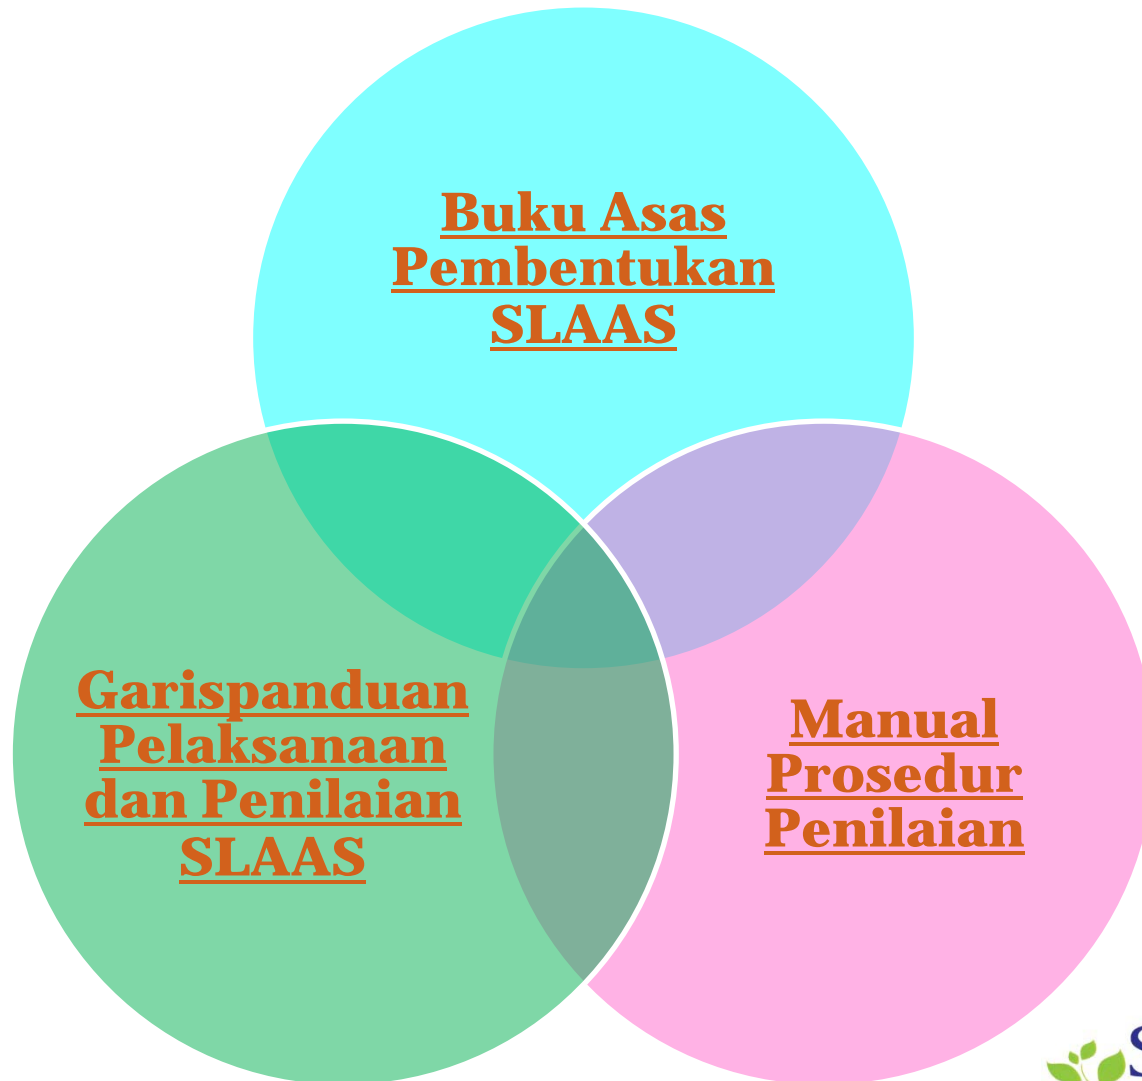 Buku Asas
Pembentukan
SLAAS
Garispanduan
Pelaksanaan
dan Penilaian
SLAAS
Manual
Prosedur
Penilaian
S